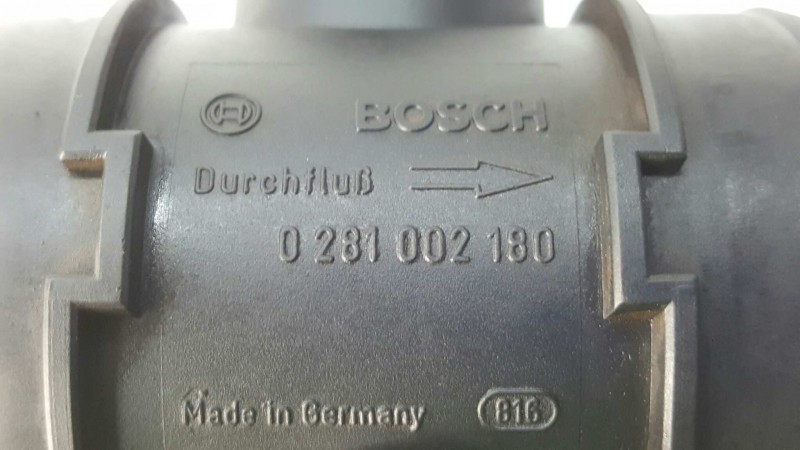 BOSCH
Durchfluß
0 281 002 180
Made in Germany 816